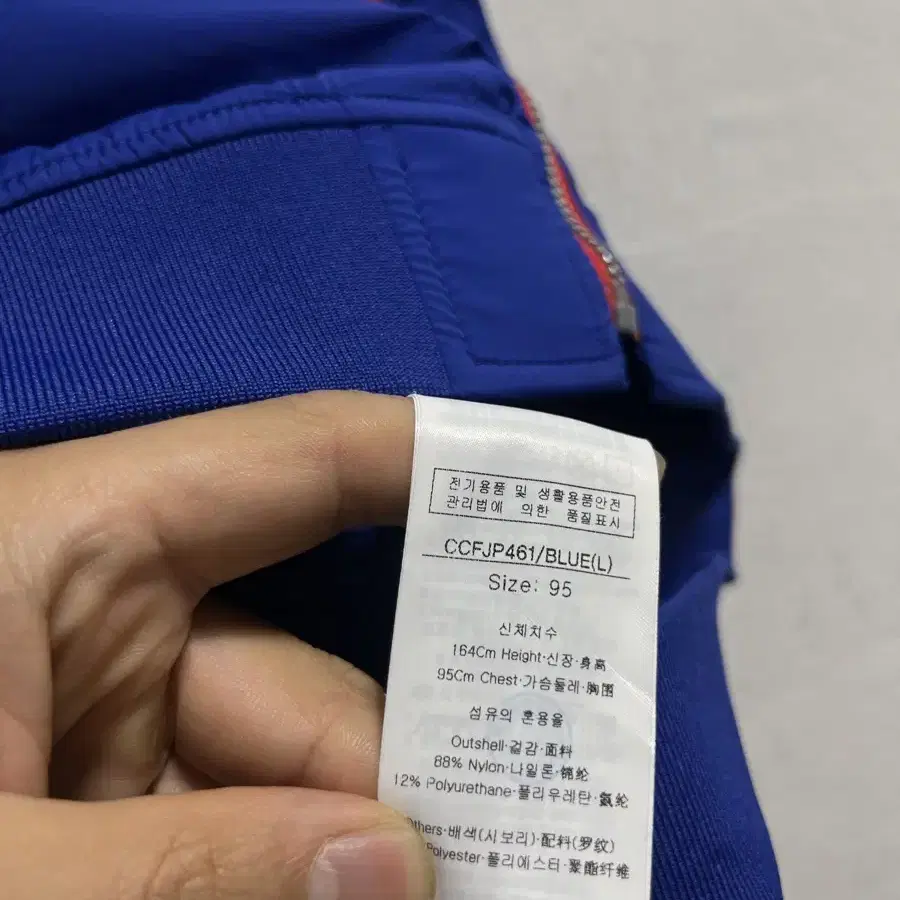 전기용품 및 생활용품안전
관리법에 의한 품질표시
CCFJP461/BLUE(L)
Size: 95
신체치수
164Cm Height·신장·身高
95Cm Chest·가슴둘레·胸围
섬유의 혼용율
Outshell·겉감·面料
88% Nylon·나일론·锦纶
12% Polyurethane·폴리우레탄·氨纶
thers·배색(시보리)·配料(罗纹)
Polyester·폴리에스터·聚酯纤维